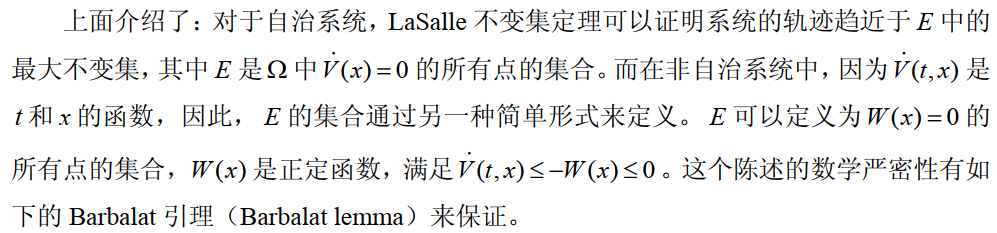 上面介绍了：对于自治系统，LaSalle 不变集定理可以证明系统的轨迹趋近于 E 中的
最大不变集，其中 E 是 Ω 中 V̇(x)=0 的所有点的集合。而在非自治系统中，因为 V̇(t,x) 是
t 和 x 的函数，因此， E 的集合通过另一种简单形式来定义。E 可以定义为 W(x)=0 的
所有点的集合，W(x) 是正定函数，满足 V̇(t,x)≤−W(x)≤0 。这个陈述的数学严密性有如
下的 Barbalat 引理（Barbalat lemma）来保证。